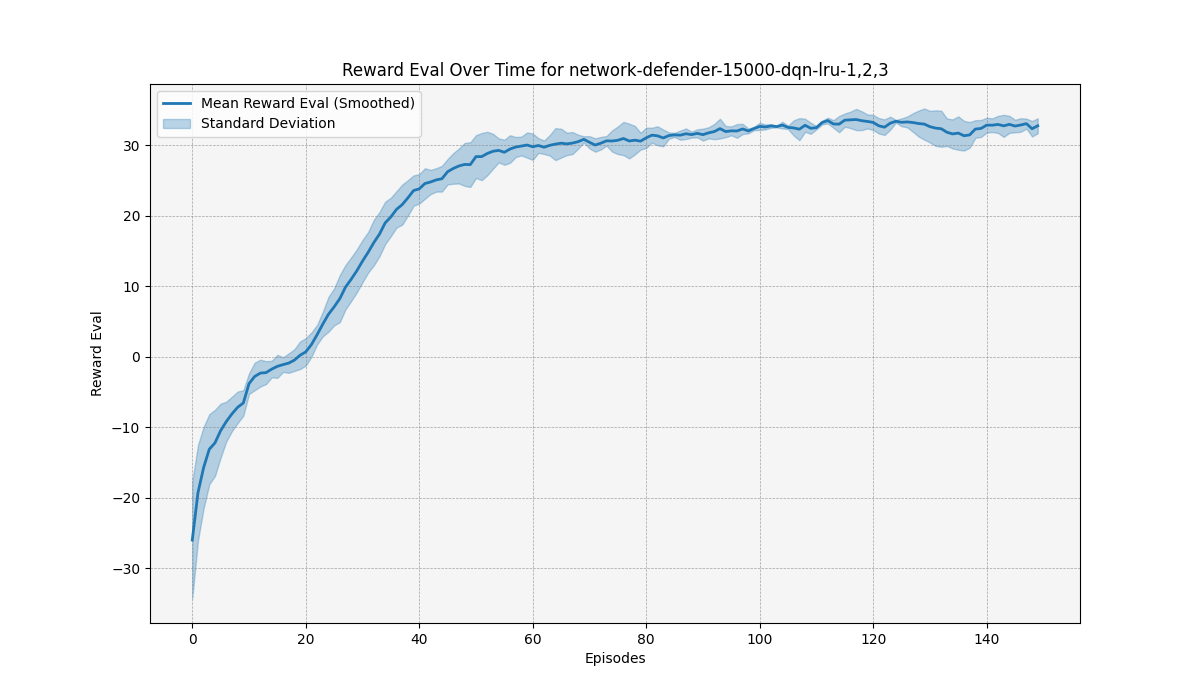 Reward Eval Over Time for network-defender-15000-dqn-lru-1,2,3
Mean Reward Eval (Smoothed)
Standard Deviation
Reward Eval
30
20
10
0
−10
−20
−30
0 20 40 60 80 100 120 140
Episodes